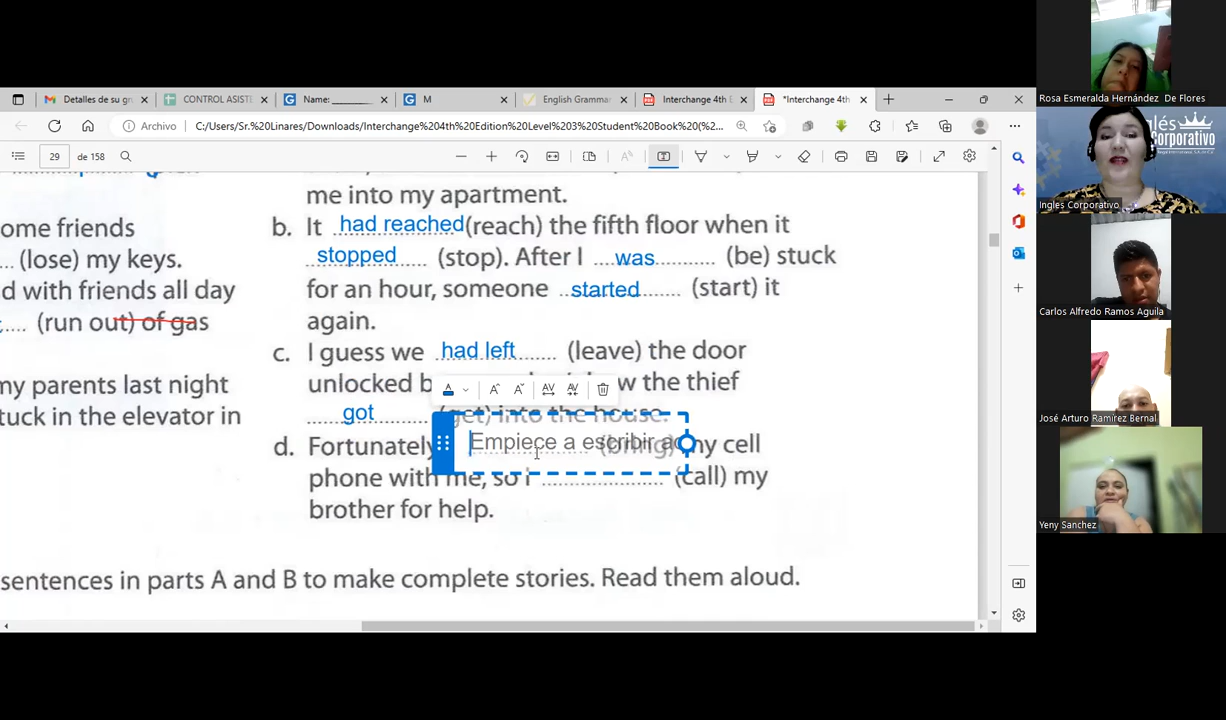 Detalles de su gr
CONTROL ASISTE
Name: ________
M
English Grammar
Interchange 4th E
*Interchange 4th
Archivo
C:/Users/Sr.%20Linares/Downloads/Interchange%204th%20Edition%20Level%203%20Student%20Book%20(%2...
29 de 158
me into my apartment.
ome friends
b. It had reached (reach) the fifth floor when it
(lose) my keys.
stopped (stop). After I was (be) stuck
d with friends all day
for an hour, someone started (start) it
(run out) of gas
again.
c. I guess we had left (leave) the door
my parents last night
unlocked b the thief
tuck in the elevator in
got (get) into the house.
d. Fortunately Empiece a escribir a (bring) my cell
phone with me, so I (call) my
brother for help.
sentences in parts A and B to make complete stories. Read them aloud.
Rosa Esmeralda Hernández De Flores
Inglés
Corporativo
Ingles Corporativo
Carlos Alfredo Ramos Aguila
José Arturo Ramírez Bernal
Yeny Sanchez